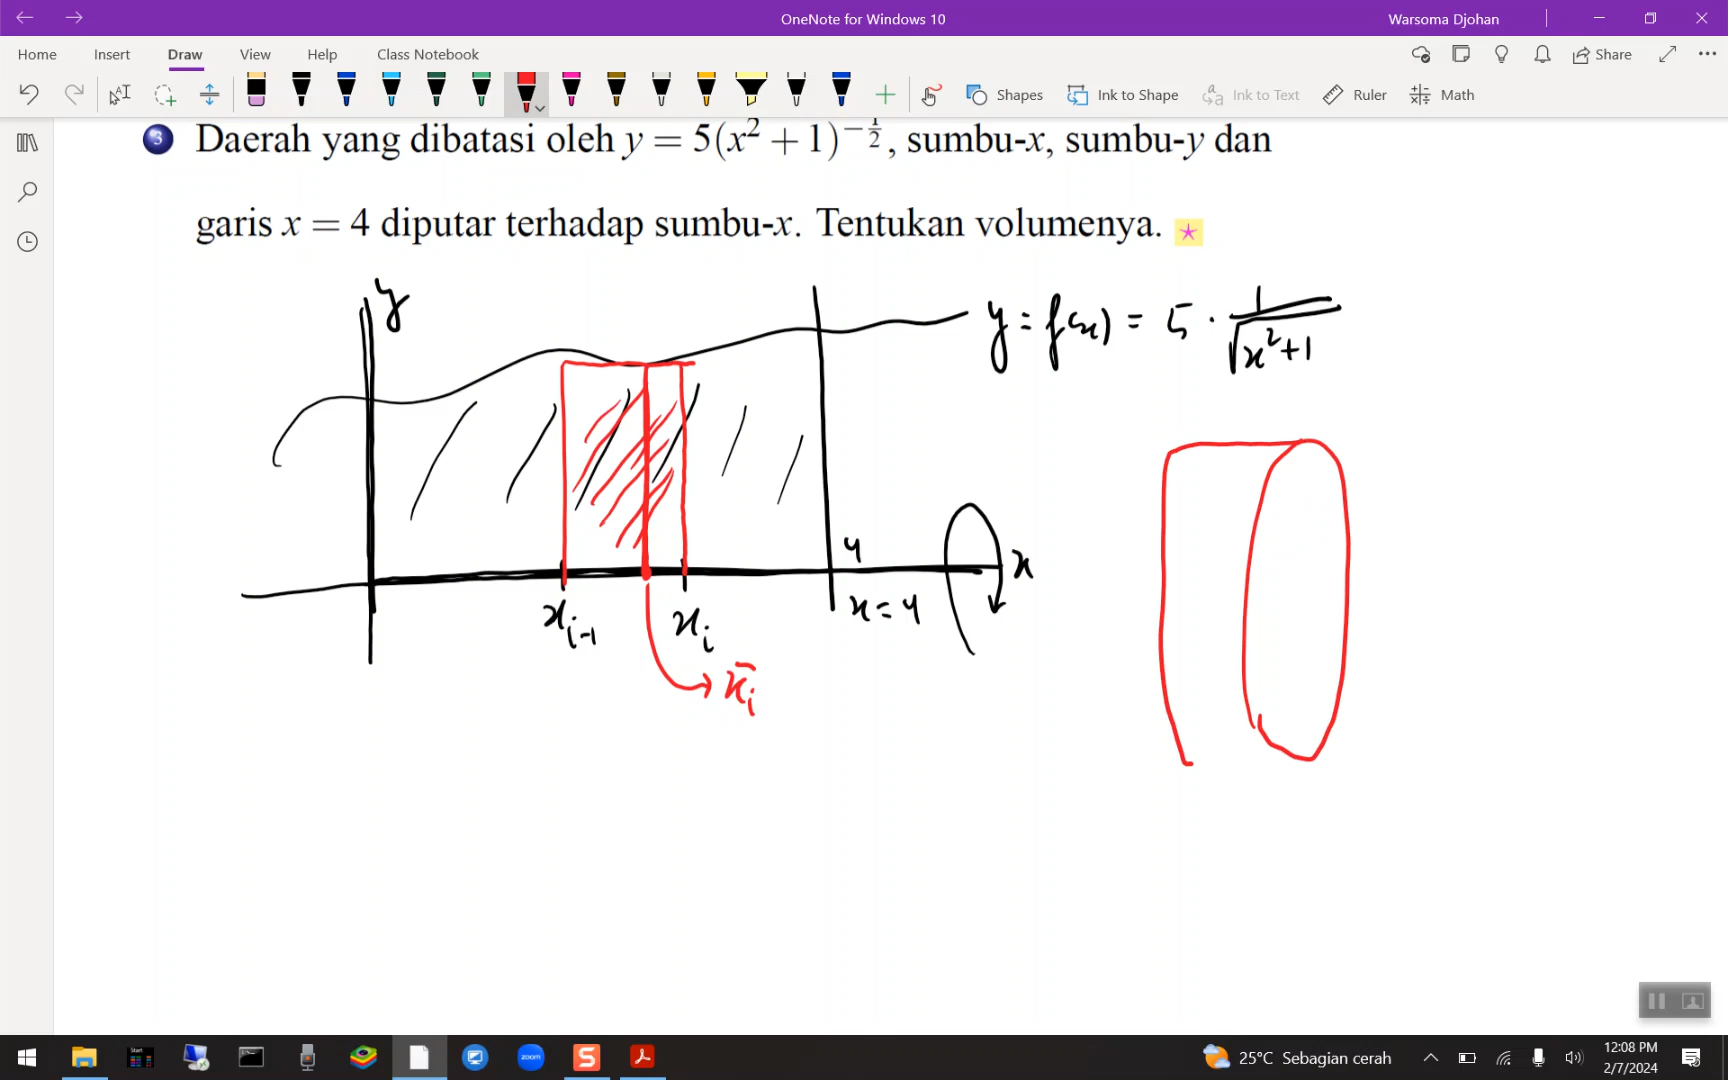 OneNote for Windows 10
Warsoma Djohan
Home Insert Draw View Help Class Notebook
Share
Shapes Ink to Shape Ink to Text Ruler Math
3 Daerah yang dibatasi oleh y = 5(x² + 1)^{-1/2}, sumbu-x, sumbu-y dan
garis x = 4 diputar terhadap sumbu-x. Tentukan volumenya.
y
y = f(x) = 5 · 1/√(x²+1)
4
x
x_{i-1} x_i x = 4
x̄_i
Start
zoom
S
25°C Sebagian cerah
12:08 PM
2/7/2024